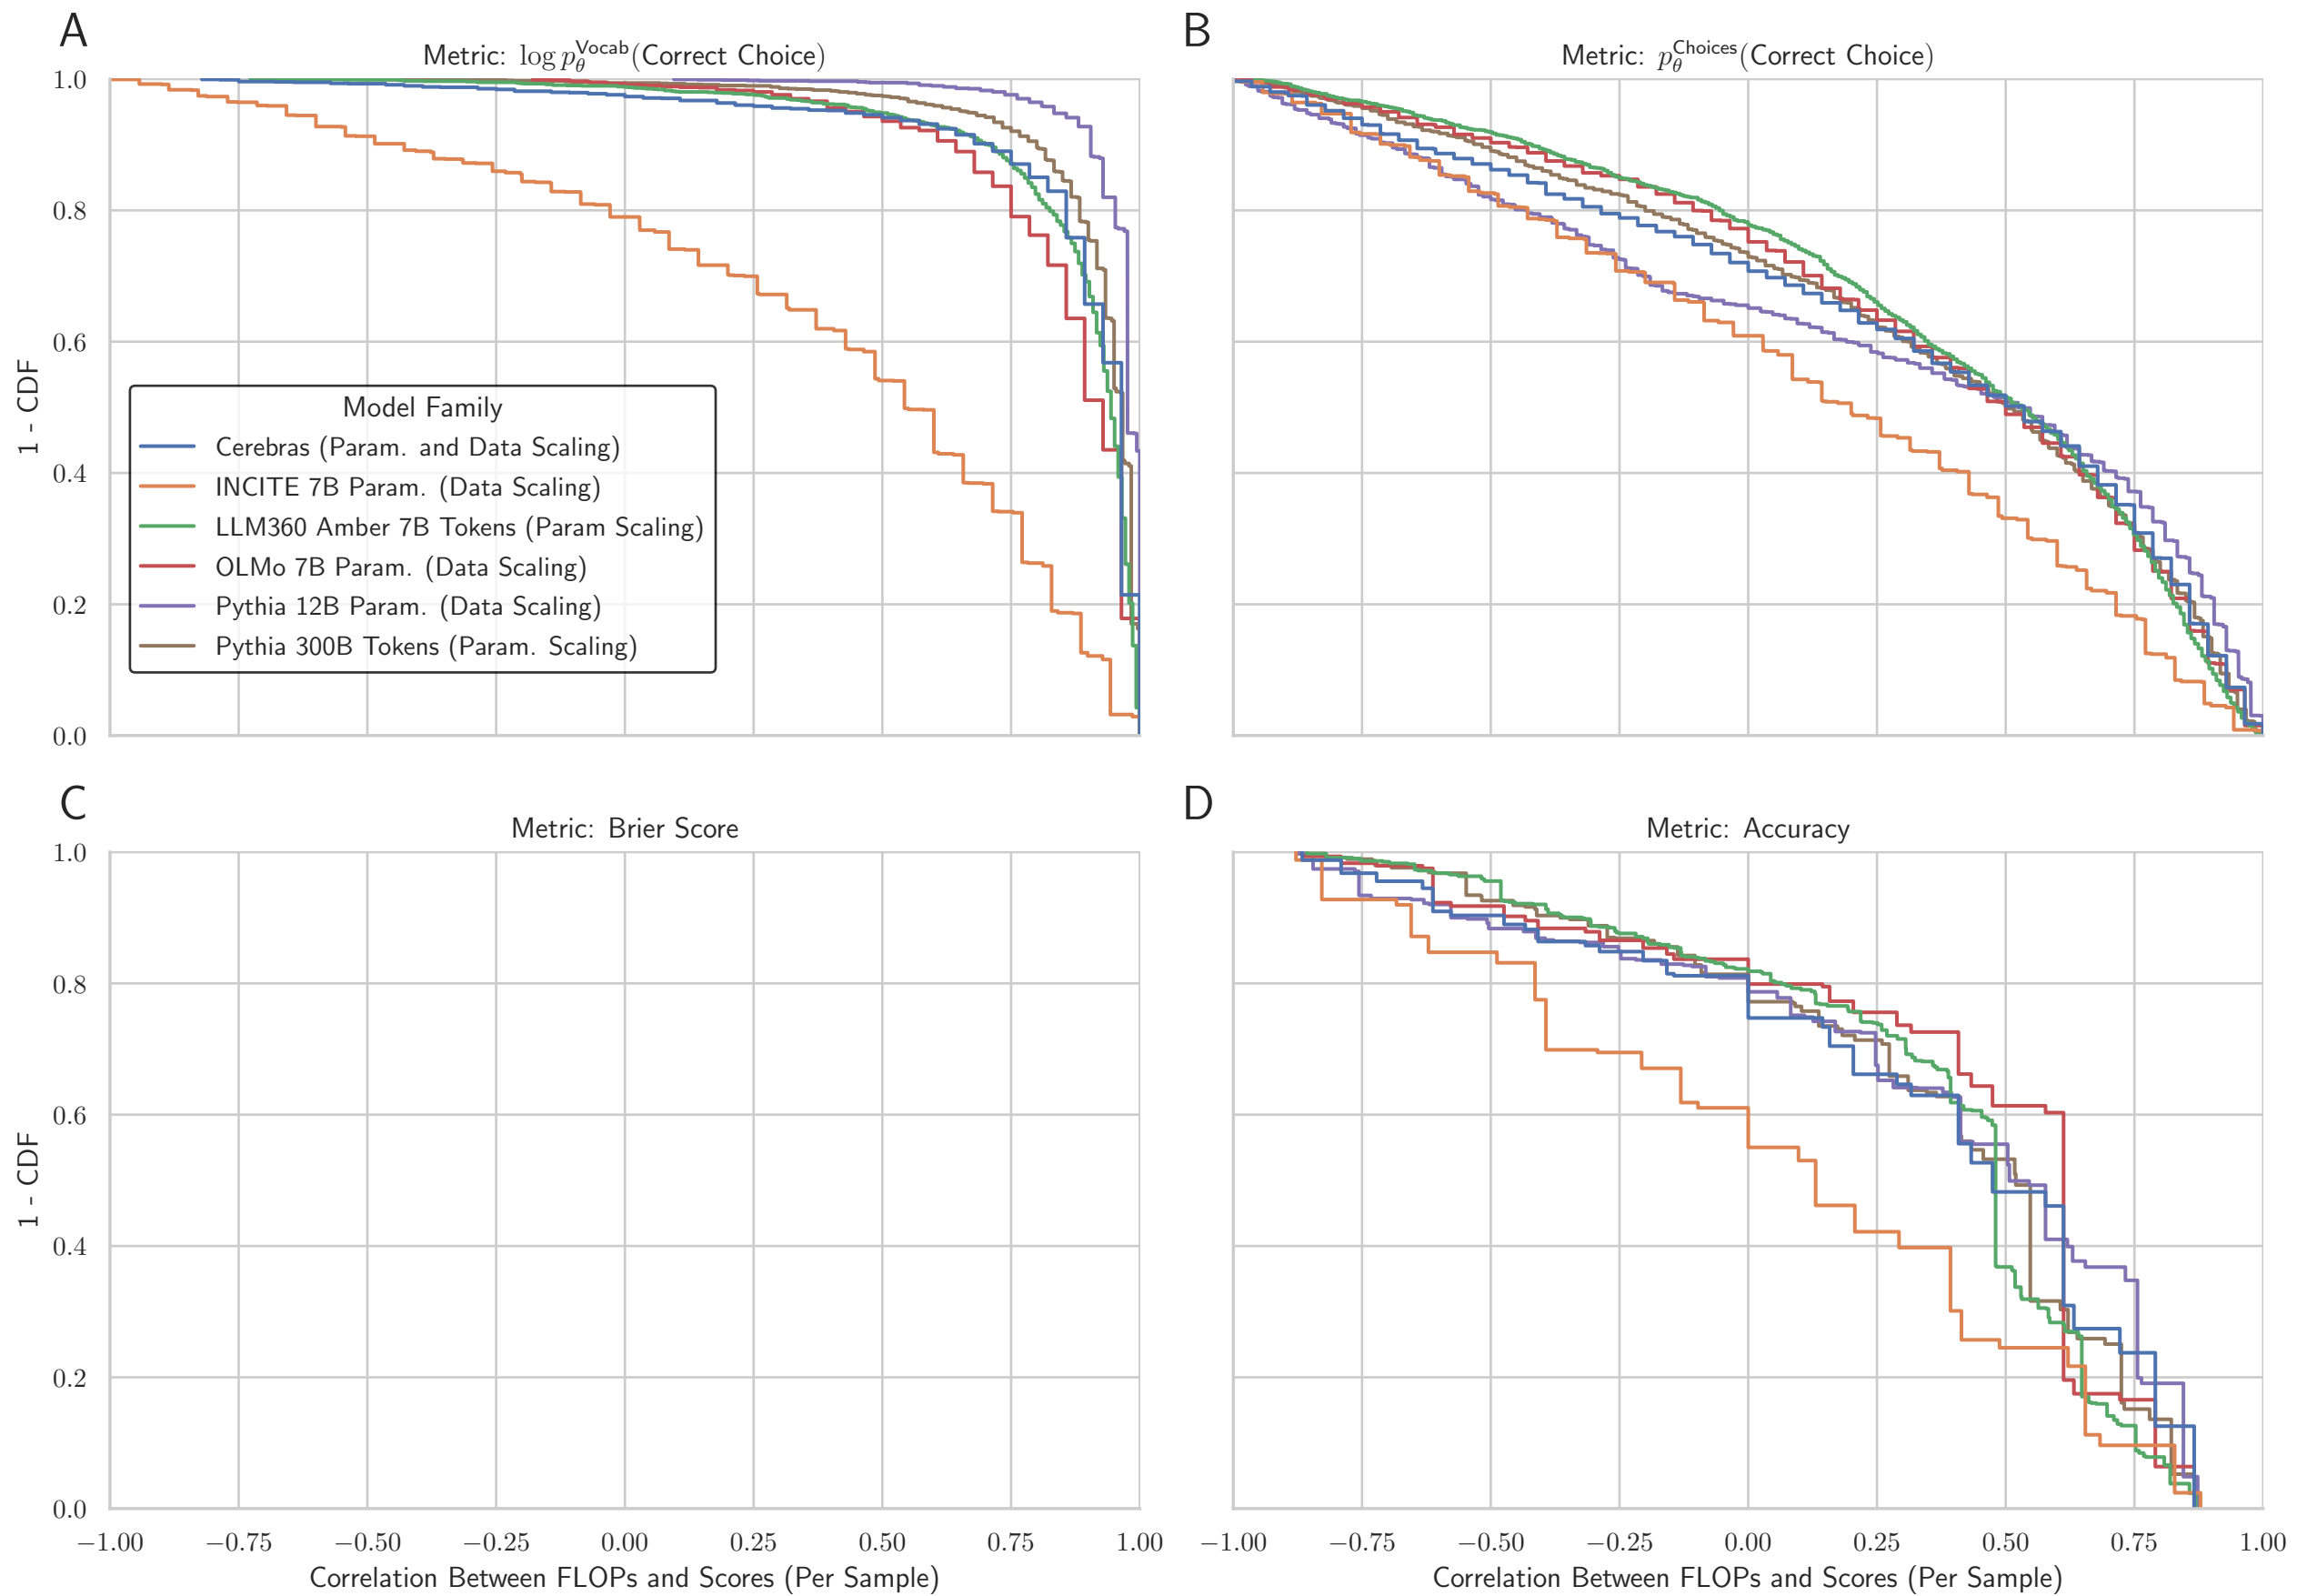 A
Metric: log p_θ^Vocab(Correct Choice)
1.0
0.8
0.6
0.4
0.2
0.0
1 - CDF
Model Family
Cerebras (Param. and Data Scaling)
INCITE 7B Param. (Data Scaling)
LLM360 Amber 7B Tokens (Param Scaling)
OLMo 7B Param. (Data Scaling)
Pythia 12B Param. (Data Scaling)
Pythia 300B Tokens (Param. Scaling)
B
Metric: p_θ^Choices(Correct Choice)
C
Metric: Brier Score
1.0
0.8
0.6
0.4
0.2
0.0
1 - CDF
−1.00 −0.75 −0.50 −0.25 0.00 0.25 0.50 0.75 1.00
Correlation Between FLOPs and Scores (Per Sample)
D
Metric: Accuracy
−1.00 −0.75 −0.50 −0.25 0.00 0.25 0.50 0.75 1.00
Correlation Between FLOPs and Scores (Per Sample)